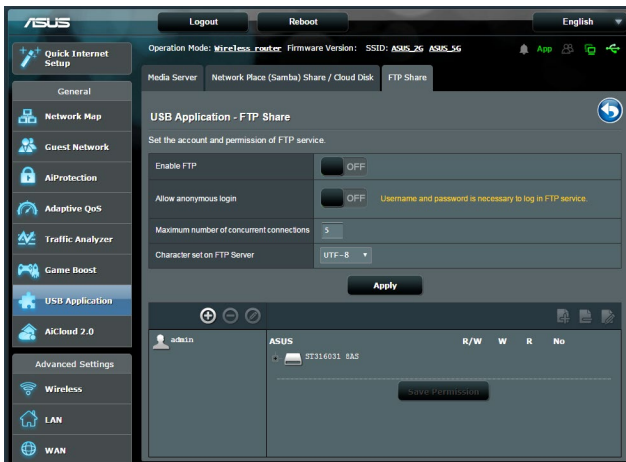 ASUS
Logout
Reboot
English
Quick Internet Setup
Operation Mode: Wireless router Firmware Version: SSID: ASUS_2G ASUS_5G
App
General
Network Map
Guest Network
AiProtection
Adaptive QoS
Traffic Analyzer
Game Boost
USB Application
AiCloud 2.0
Advanced Settings
Wireless
LAN
WAN
Media Server
Network Place (Samba) Share / Cloud Disk
FTP Share
USB Application - FTP Share
Set the account and permission of FTP service.
Enable FTP
OFF
Allow anonymous login
OFF
Username and password is necessary to log in FTP service.
Maximum number of concurrent connections
5
Character set on FTP Server
UTF-8
Apply
admin
ASUS
R/W W R No
ST316031 8AS
Save Permission